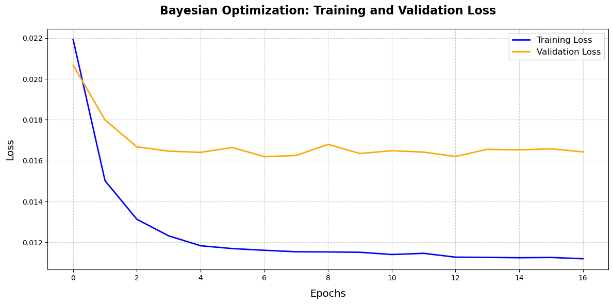 Bayesian Optimization: Training and Validation Loss
Training Loss
Validation Loss
Loss
0.022
0.020
0.018
0.016
0.014
0.012
0 2 4 6 8 10 12 14 16
Epochs